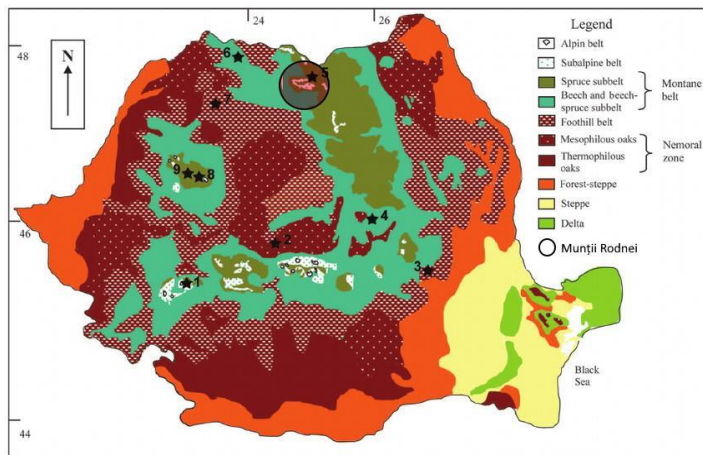 24
26
48
46
44
N
6
5
7
9
8
4
2
3
1
Black
Sea
Legend
Alpin belt
Subalpine belt
Spruce subbelt
Beech and beech-
spruce subbelt
Montane
belt
Foothill belt
Mesophilous oaks
Thermophilous
oaks
Nemoral
zone
Forest-steppe
Steppe
Delta
Munții Rodnei